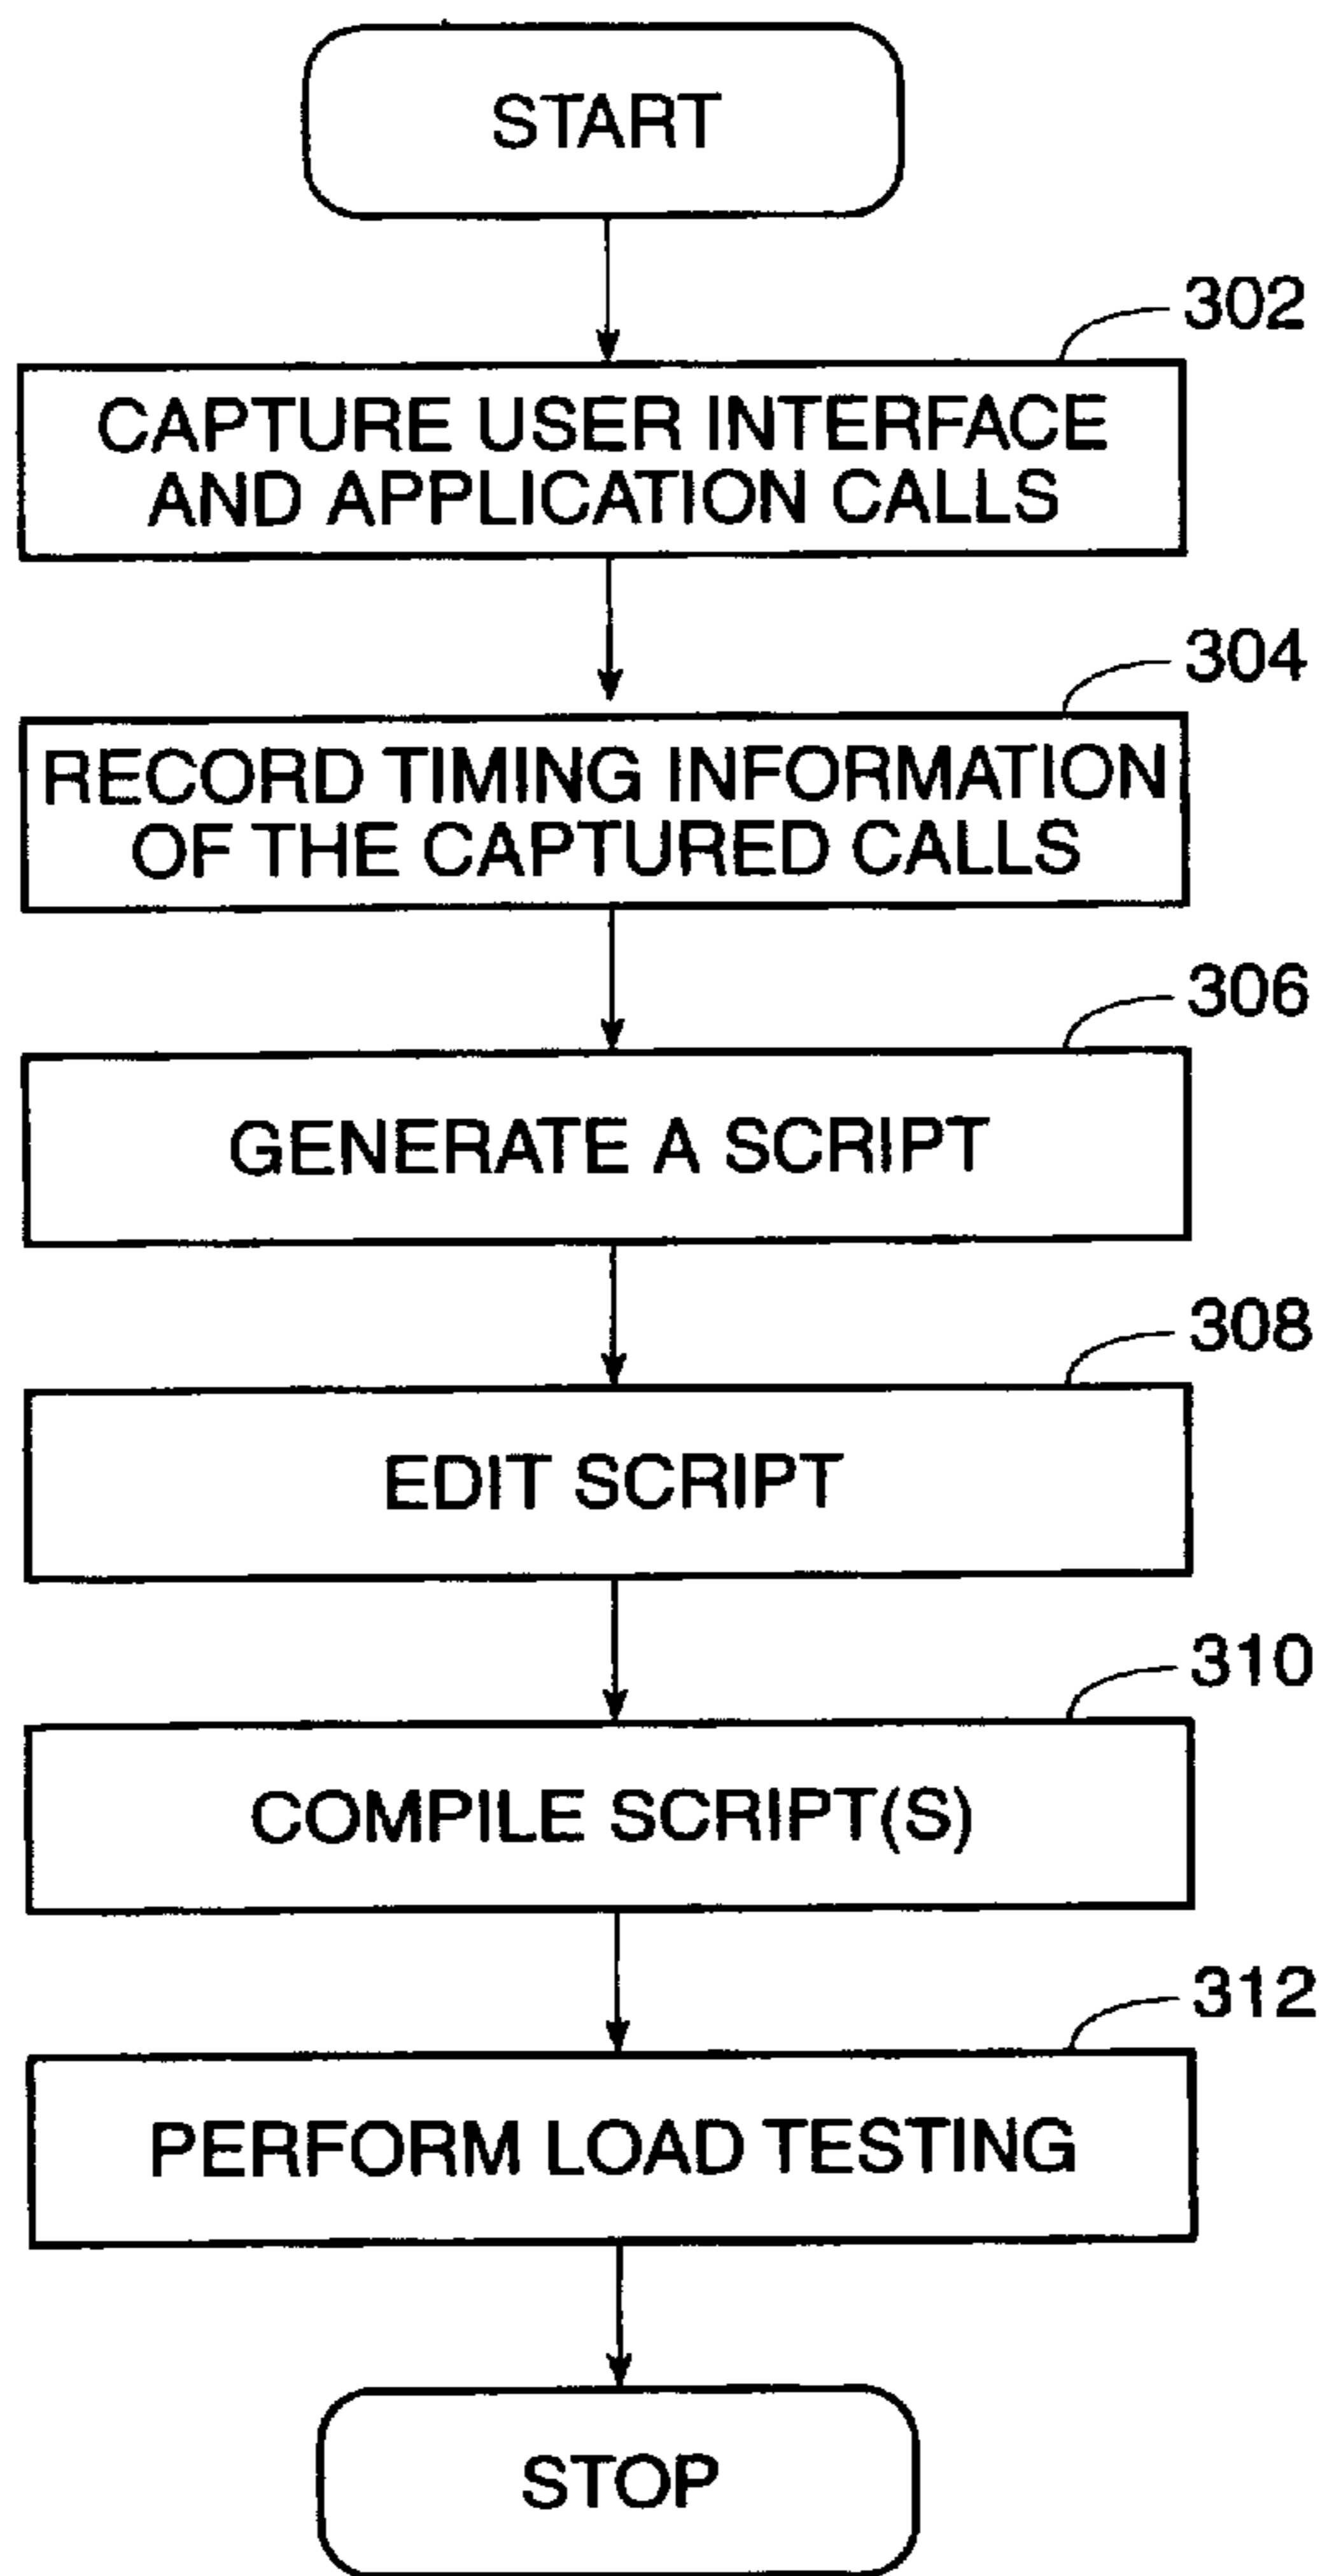 START
302
CAPTURE USER INTERFACE
AND APPLICATION CALLS
304
RECORD TIMING INFORMATION
OF THE CAPTURED CALLS
306
GENERATE A SCRIPT
308
EDIT SCRIPT
310
COMPILE SCRIPT(S)
312
PERFORM LOAD TESTING
STOP